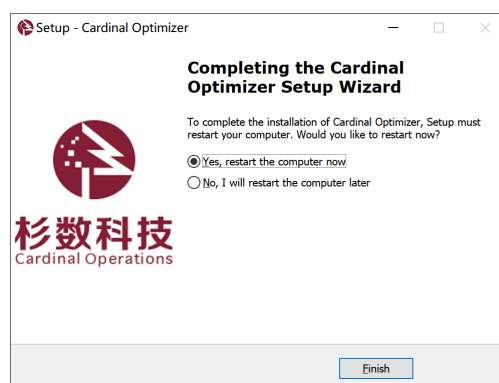 Setup - Cardinal Optimizer
Completing the Cardinal
Optimizer Setup Wizard
To complete the installation of Cardinal Optimizer, Setup must
restart your computer. Would you like to restart now?
Yes, restart the computer now
No, I will restart the computer later
杉数科技
Cardinal Operations
Finish